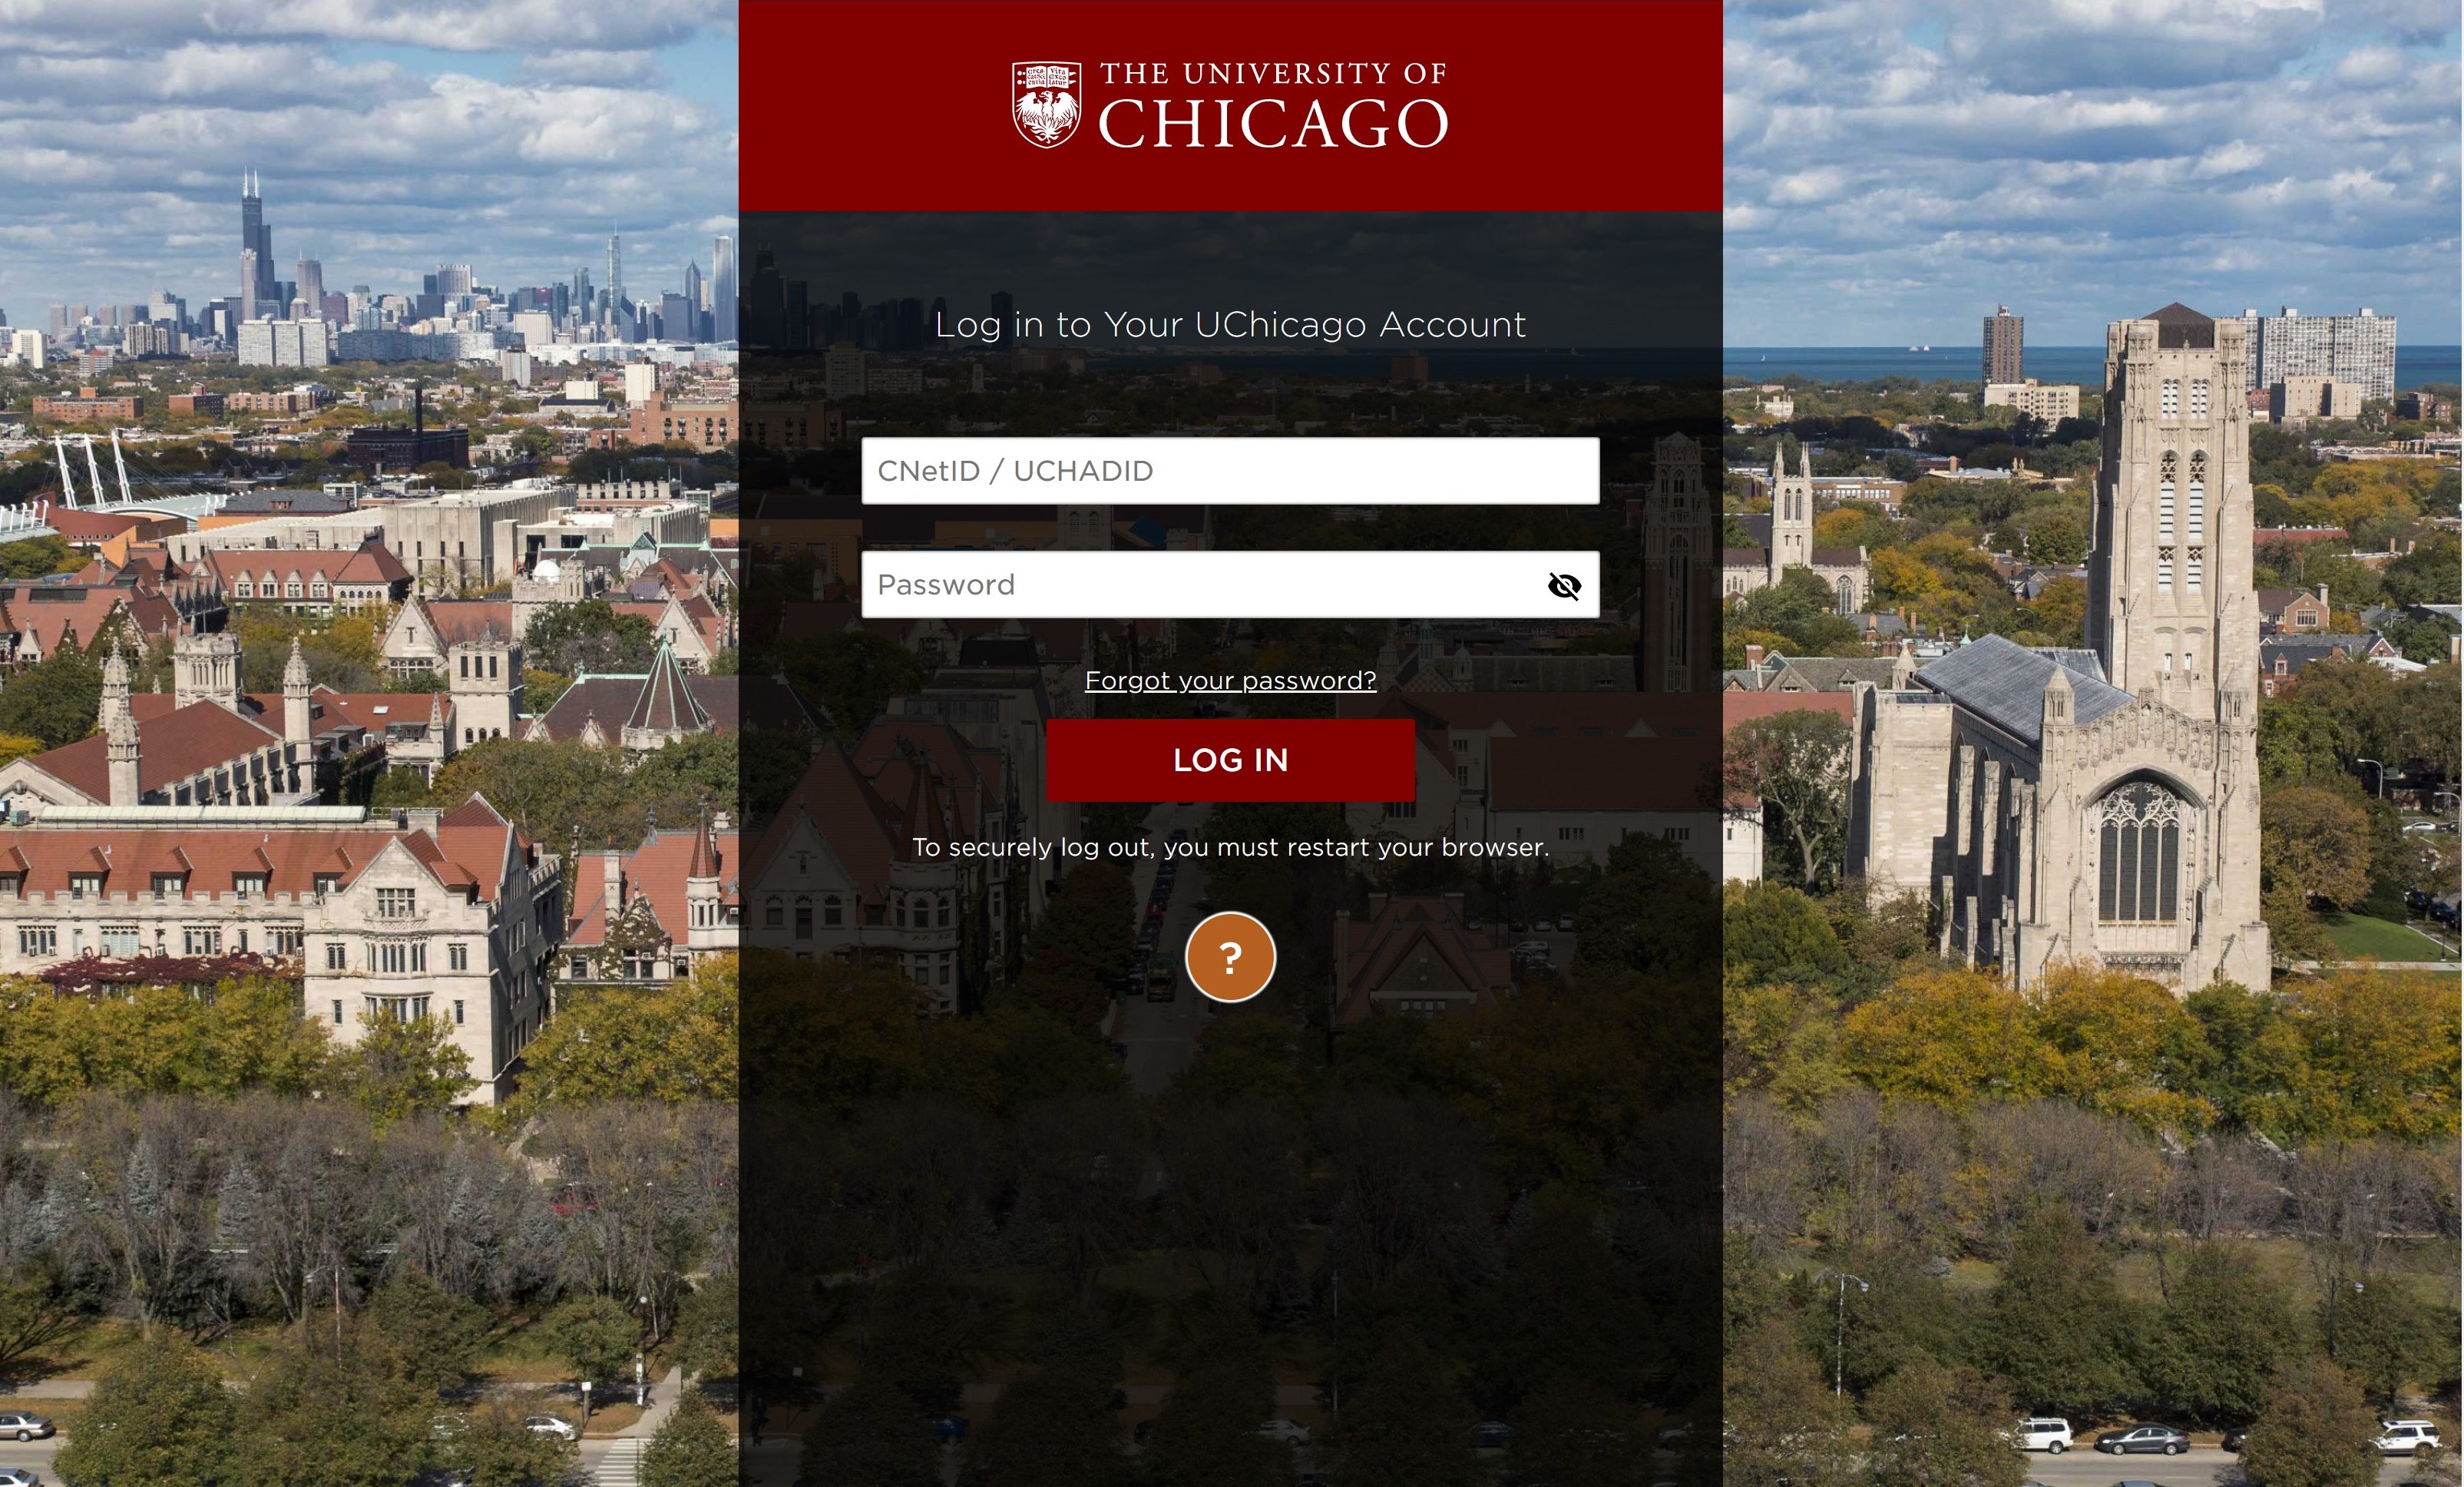 THE UNIVERSITY OF
CHICAGO
Log in to Your UChicago Account
CNetID / UCHADID
Password
Forgot your password?
LOG IN
To securely log out, you must restart your browser.
?